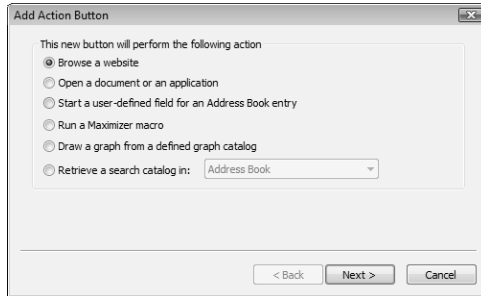 Add Action Button
This new button will perform the following action
Browse a website
Open a document or an application
Start a user-defined field for an Address Book entry
Run a Maximizer macro
Draw a graph from a defined graph catalog
Retrieve a search catalog in: Address Book
< Back Next > Cancel